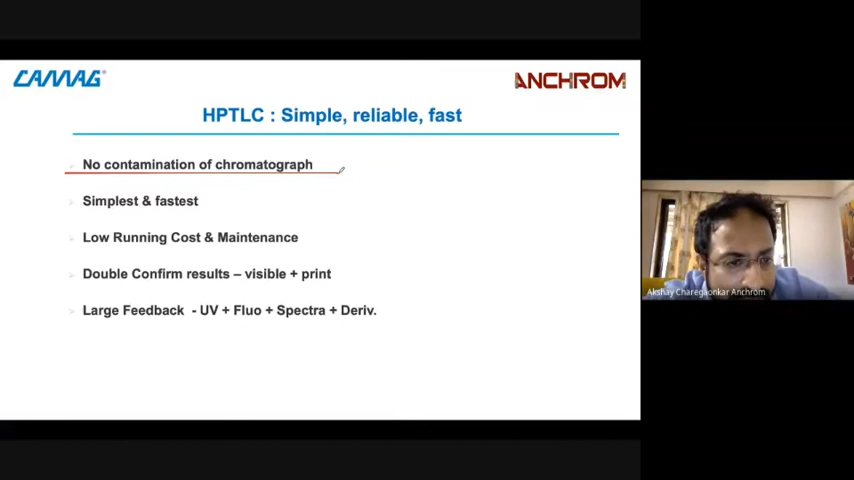 CAMAG®
ANCHROM
HPTLC : Simple, reliable, fast
No contamination of chromatograph
Simplest & fastest
Low Running Cost & Maintenance
Double Confirm results – visible + print
Large Feedback - UV + Fluo + Spectra + Deriv.
Akshay Charegaonkar Anchrom